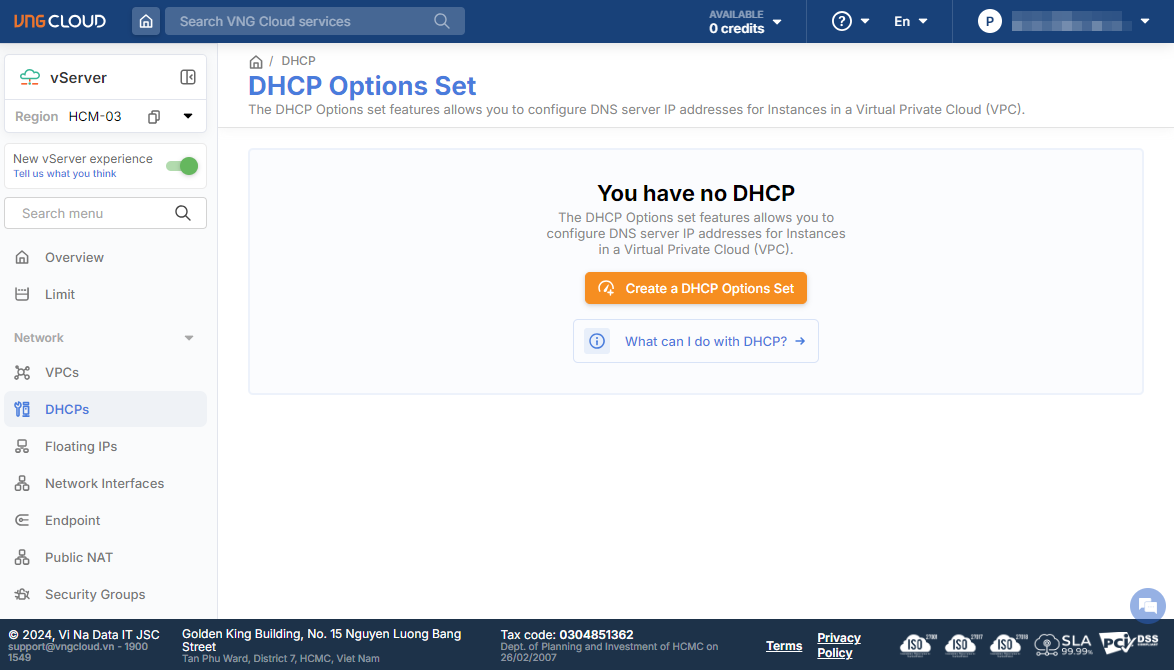 VNG CLOUD
Search VNG Cloud services
AVAILABLE
0 credits
En
P
vServer
Region HCM-03
New vServer experience
Tell us what you think
Search menu
Overview
Limit
Network
VPCs
DHCPs
Floating IPs
Network Interfaces
Endpoint
Public NAT
Security Groups
/ DHCP
DHCP Options Set
The DHCP Options set features allows you to configure DNS server IP addresses for Instances in a Virtual Private Cloud (VPC).
You have no DHCP
The DHCP Options set features allows you to
configure DNS server IP addresses for Instances
in a Virtual Private Cloud (VPC).
Create a DHCP Options Set
What can I do with DHCP? →
© 2024, Vi Na Data IT JSC
support@vngcloud.vn - 1900
1549
Golden King Building, No. 15 Nguyen Luong Bang
Street
Tan Phu Ward, District 7, HCMC, Viet Nam
Tax code: 0304851362
Dept. of Planning and Investment of HCMC on
26/02/2007
Terms
Privacy
Policy
ISO
ISO
ISO
SLA
99.99%
PCI
DSS